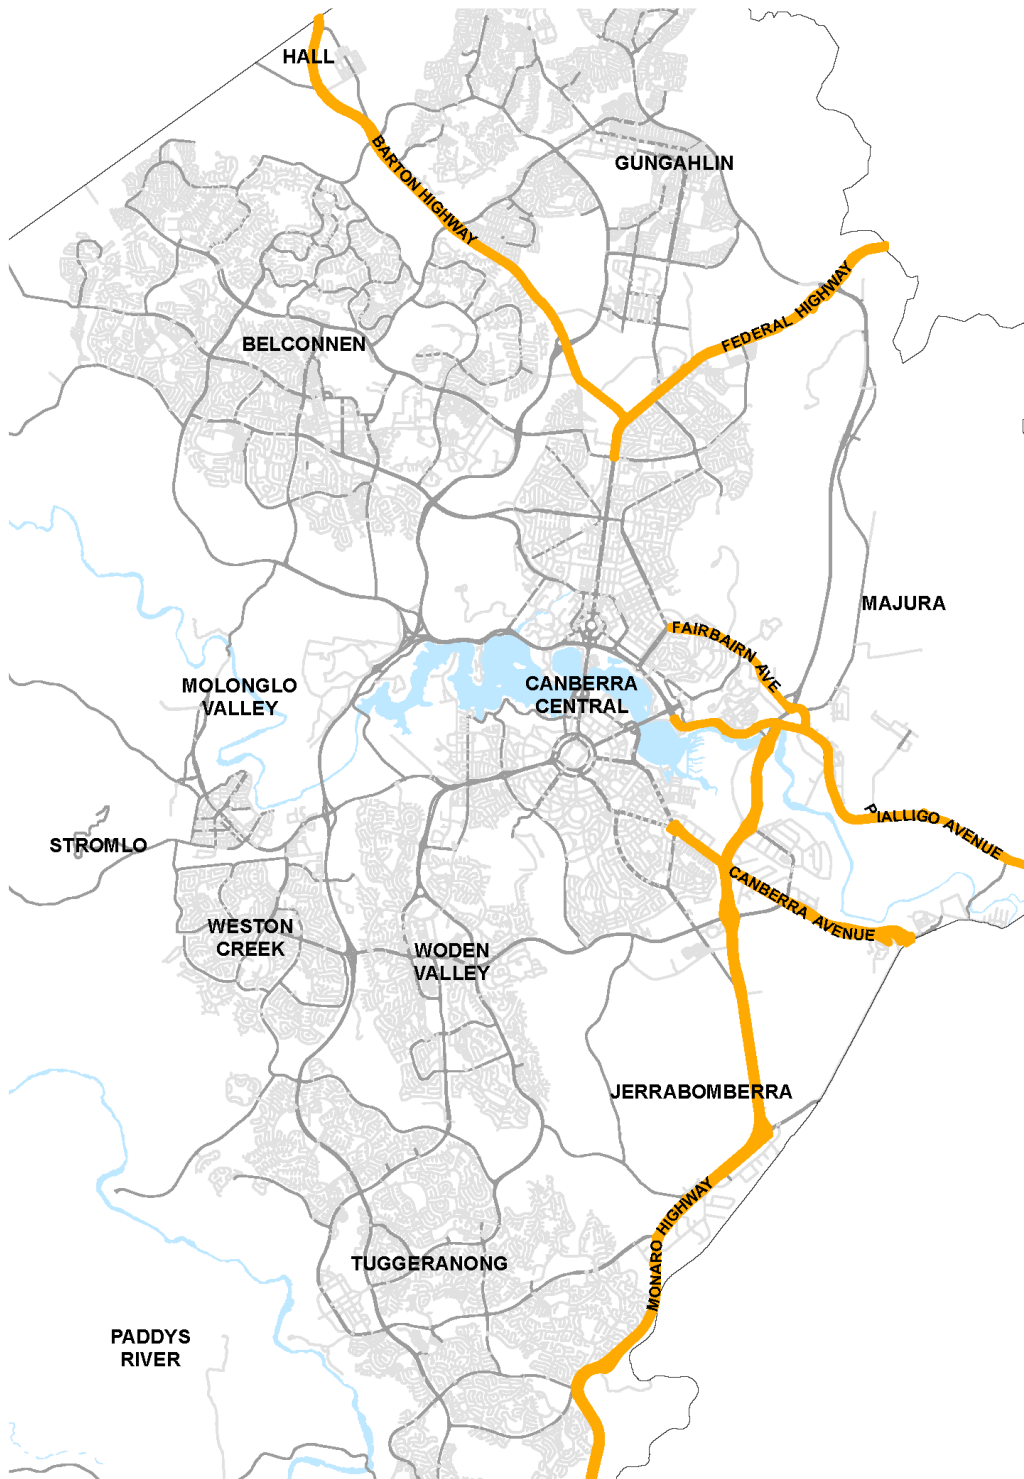 HALL
BARTON HIGHWAY
GUNGAHLIN
FEDERAL HIGHWAY
BELCONNEN
MAJURA
FAIRBAIRN AVE
MOLONGLO
VALLEY
CANBERRA
CENTRAL
PIALLIGO AVENUE
STROMLO
CANBERRA AVENUE
WESTON
CREEK
WODEN
VALLEY
JERRABOMBERRA
MONARO HIGHWAY
TUGGERANONG
PADDYS
RIVER